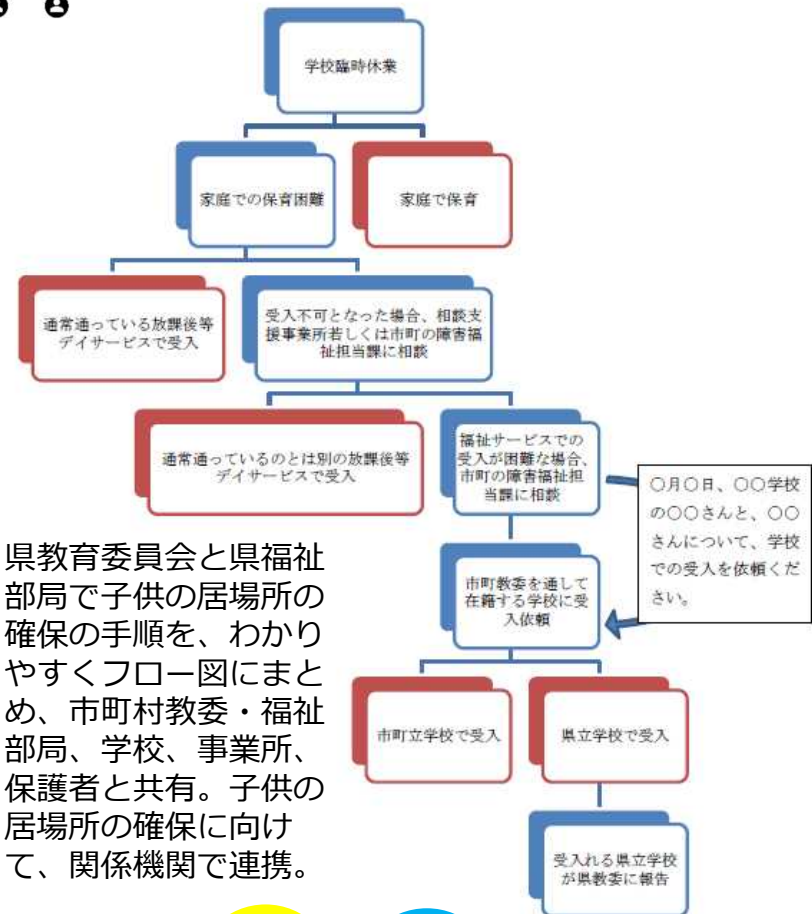 学校臨時休業
家庭での保育困難
家庭で保育
通常通っている放課後等
デイサービスで受入
受入不可となった場合、相談支
援事業所若しくは市町の障害福
祉担当課に相談
通常通っているのとは別の放課後等
デイサービスで受入
福祉サービスでの
受入が困難な場合、
市町の障害福祉担
当課に相談
〇月〇日、〇〇学校
の〇〇さんと、〇〇
さんについて、学校
での受入を依頼くだ
さい。
市町教委を通して
在籍する学校に受
入依頼
市町立学校で受入
県立学校で受入
受入れる県立学校
が県教委に報告
県教育委員会と県福祉
部局で子供の居場所の
確保の手順を、わかり
やすくフロー図にまと
め、市町村教委・福祉
部局、学校、事業所、
保護者と共有。子供の
居場所の確保に向け
て、関係機関で連携。